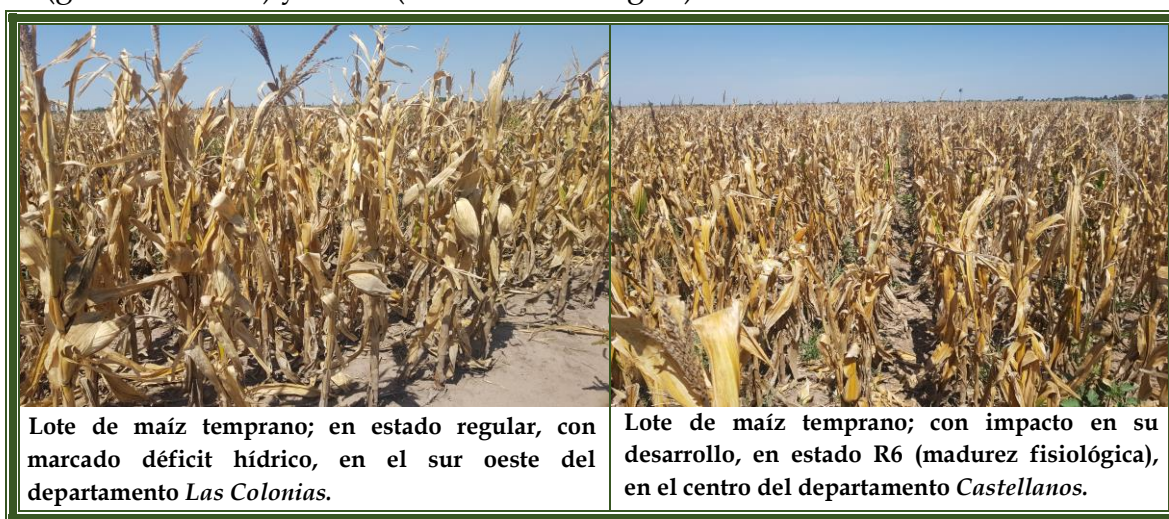 Lote de maíz temprano; en estado regular, con
marcado déficit hídrico, en el sur oeste del
departamento Las Colonias.
Lote de maíz temprano; con impacto en su
desarrollo, en estado R6 (madurez fisiológica),
en el centro del departamento Castellanos.